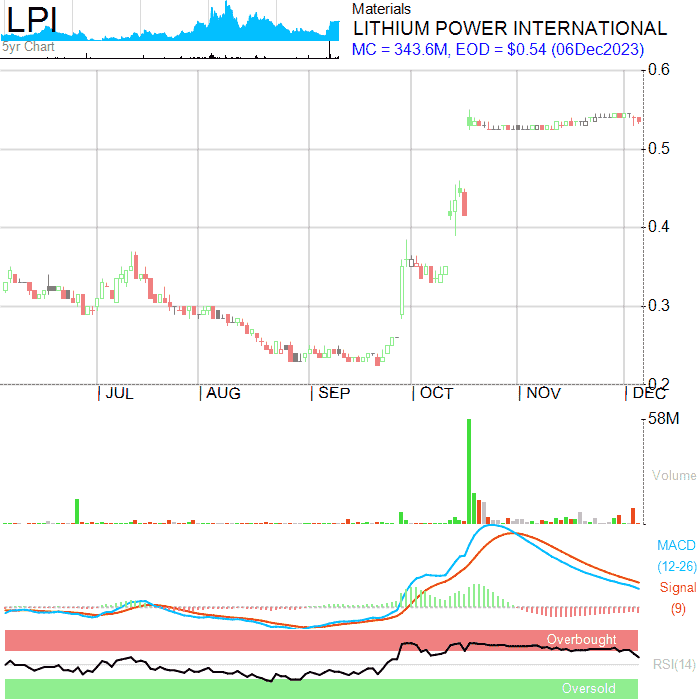 LPI
5yr Chart
Materials
LITHIUM POWER INTERNATIONAL
MC = 343.6M, EOD = $0.54 (06Dec2023)
0.6
0.5
0.4
0.3
0.2
JUL
AUG
SEP
OCT
NOV
DEC
58M
Volume
MACD
(12-26)
Signal
(9)
Overbought
RSI(14)
Oversold